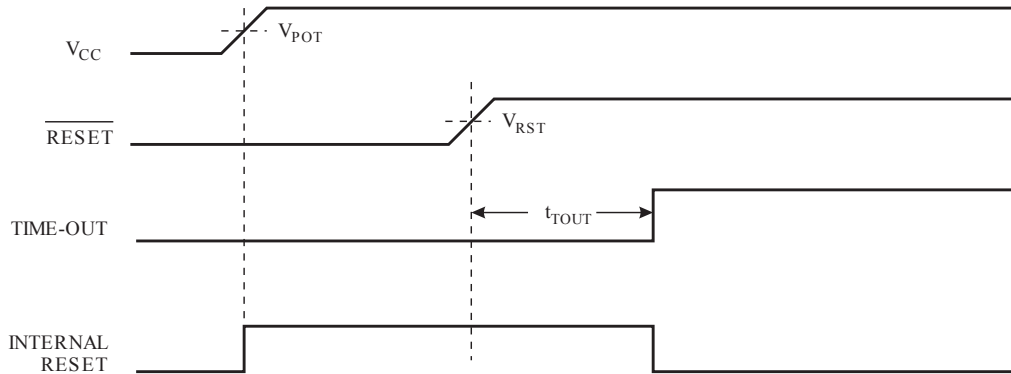 V_CC
V_POT
RESET
V_RST
TIME-OUT
t_TOUT
INTERNAL
RESET